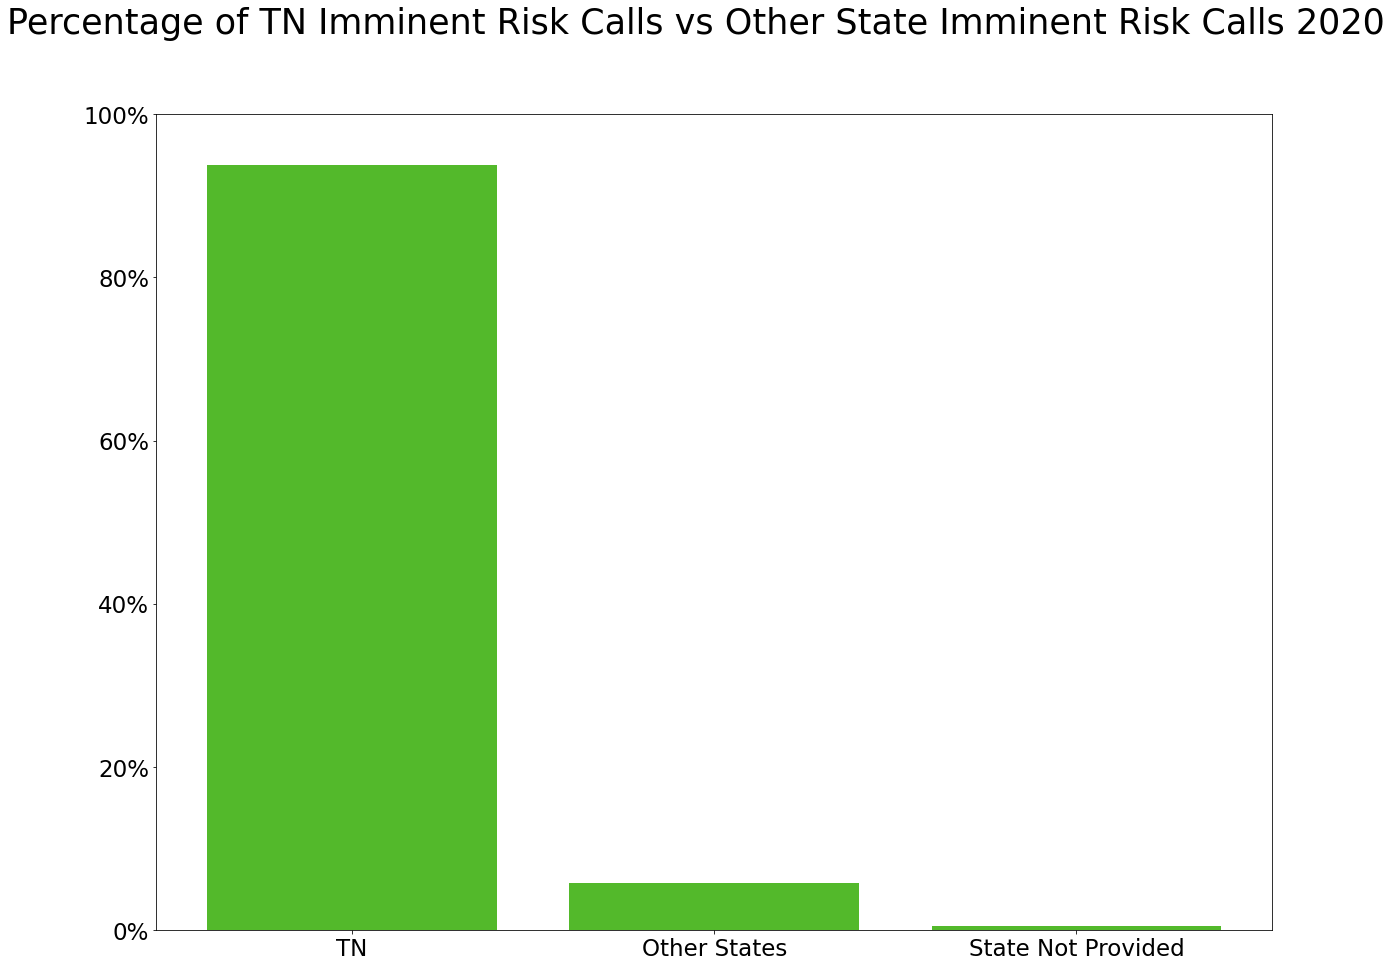 Percentage of TN Imminent Risk Calls vs Other State Imminent Risk Calls 2020
100%
80%
60%
40%
20%
0%
TN
Other States
State Not Provided